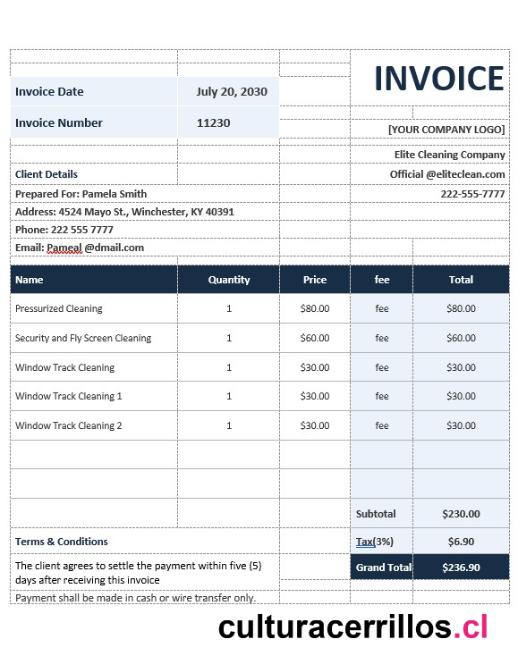 INVOICE
Invoice Date July 20, 2030
Invoice Number 11230
[YOUR COMPANY LOGO]
Elite Cleaning Company
Client Details Official @eliteclean.com
Prepared For: Pamela Smith 222-555-7777
Address: 4524 Mayo St., Winchester, KY 40391
Phone: 222 555 7777
Email: Pameal @dmail.com
Name Quantity Price fee Total
Pressurized Cleaning 1 $80.00 fee $80.00
Security and Fly Screen Cleaning 1 $60.00 fee $60.00
Window Track Cleaning 1 $30.00 fee $30.00
Window Track Cleaning 1 1 $30.00 fee $30.00
Window Track Cleaning 2 1 $30.00 fee $30.00
Subtotal $230.00
Terms & Conditions Tax(3%) $6.90
The client agrees to settle the payment within five (5)
days after receiving this invoice
Grand Total $236.90
Payment shall be made in cash or wire transfer only.
culturacerrillos.cl